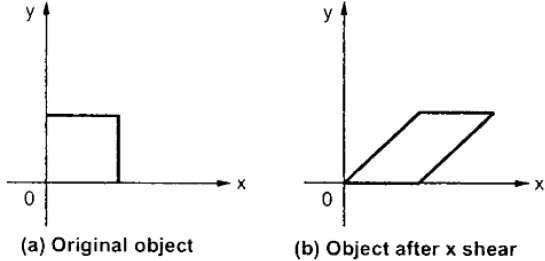 y
y
x
x
0
0
(a) Original object
(b) Object after x shear